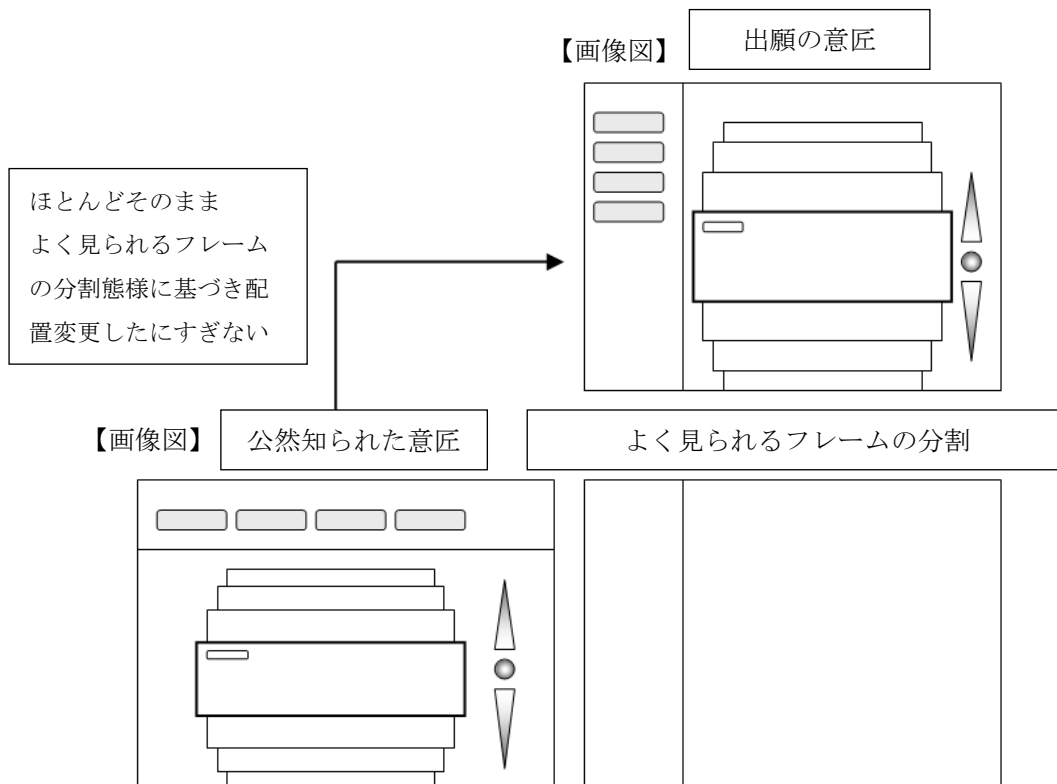 【画像図】
出願の意匠
ほとんどそのまま
よく見られるフレーム
の分割態様に基づき配
置変更したにすぎない
【画像図】
公然知られた意匠
よく見られるフレームの分割